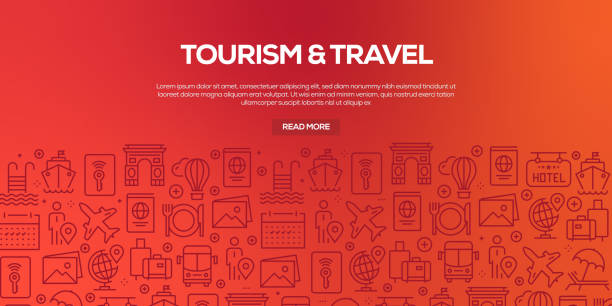 TOURISM & TRAVEL
Lorem ipsum dolor sit amet, consectetuer adipiscing elit, sed diam nonummy nibh euismod tincidunt ut
laoreet dolore magna aliquam erat volutpat. Ut wisi enim ad minim veniam, quis nostrud exerci tation ullamcorper
suscipit lobortis nisl ut aliquip ex
READ MORE
HOTEL